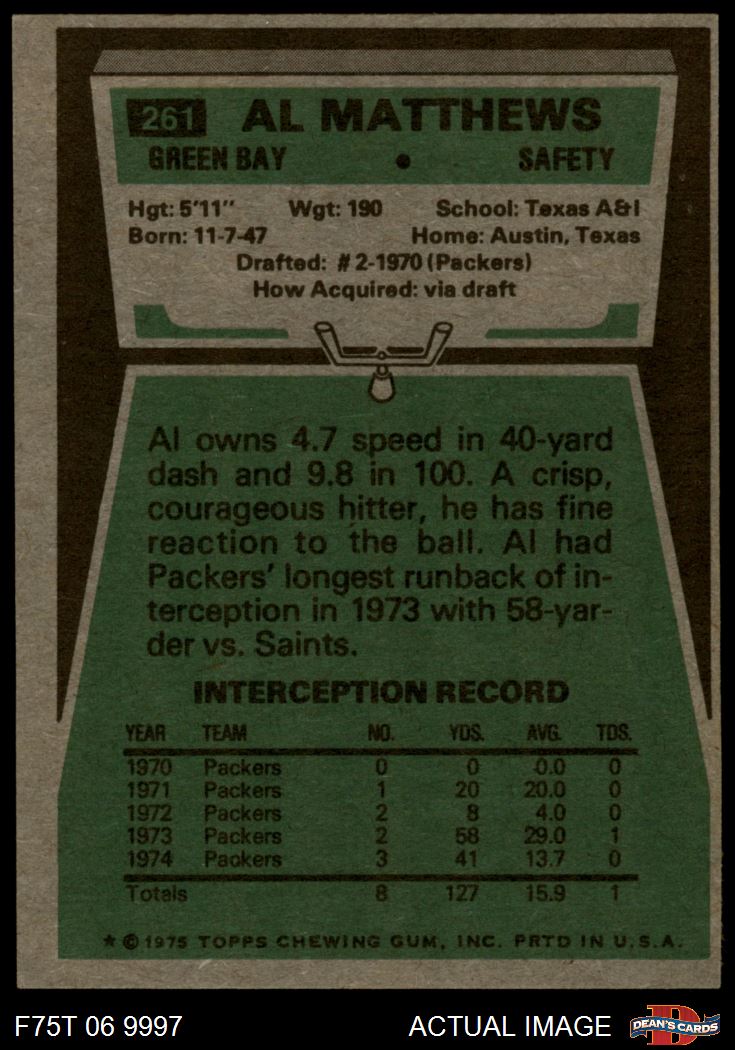 261 AL MATTHEWS
GREEN BAY • SAFETY
Hgt: 5'11" Wgt: 190 School: Texas A&I
Born: 11-7-47 Home: Austin, Texas
Drafted: #2-1970 (Packers)
How Acquired: via draft
Al owns 4.7 speed in 40-yard
dash and 9.8 in 100. A crisp,
courageous hitter, he has fine
reaction to the ball. Al had
Packers' longest runback of in-
terception in 1973 with 58-yar-
der vs. Saints.
INTERCEPTION RECORD
YEAR TEAM NO. YDS. AVG. TDS.
1970 Packers 0 0 0.0 0
1971 Packers 1 20 20.0 0
1972 Packers 2 8 4.0 0
1973 Packers 2 58 29.0 1
1974 Packers 3 41 13.7 0
Totals 8 127 15.9 1
★ © 1975 TOPPS CHEWING GUM, INC. PRTD IN U.S.A.
F75T 06 9997 ACTUAL IMAGE DEAN'S CARDS